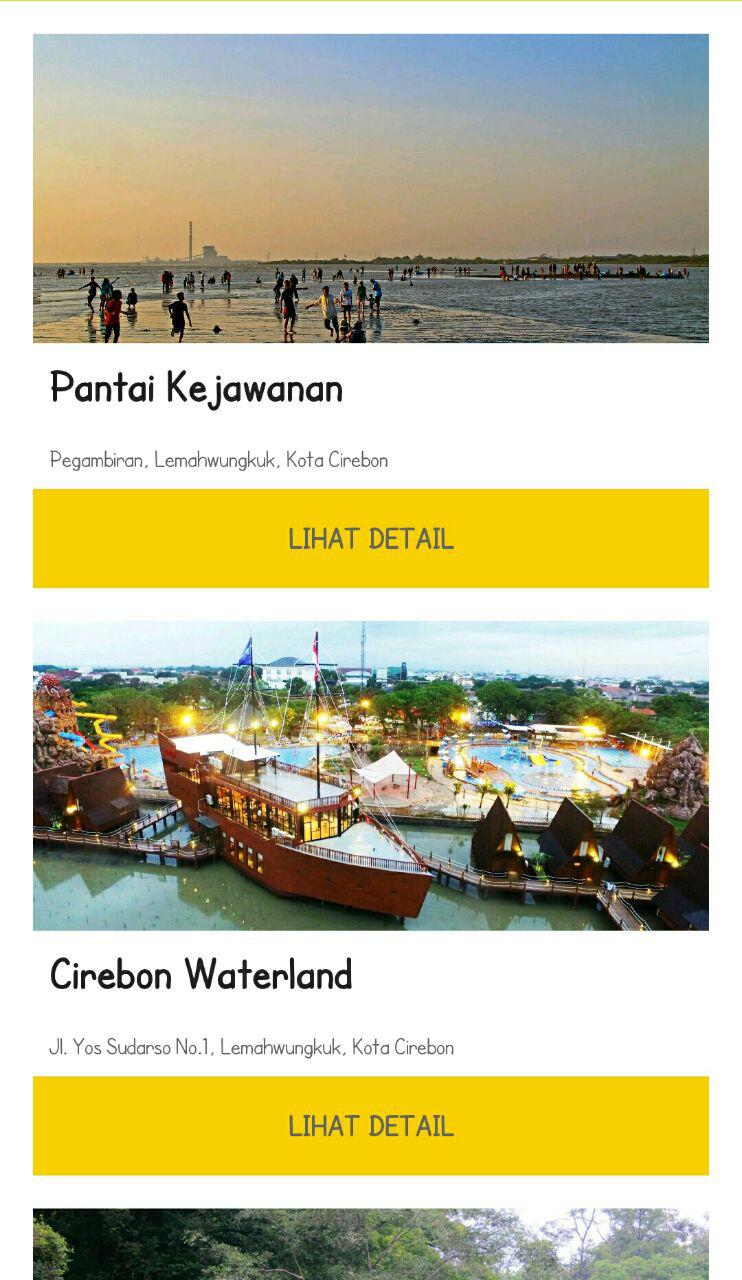 Pantai Kejawanan
Pegambiran, Lemahwungkuk, Kota Cirebon
LIHAT DETAIL
Cirebon Waterland
Jl. Yos Sudarso No.1, Lemahwungkuk, Kota Cirebon
LIHAT DETAIL